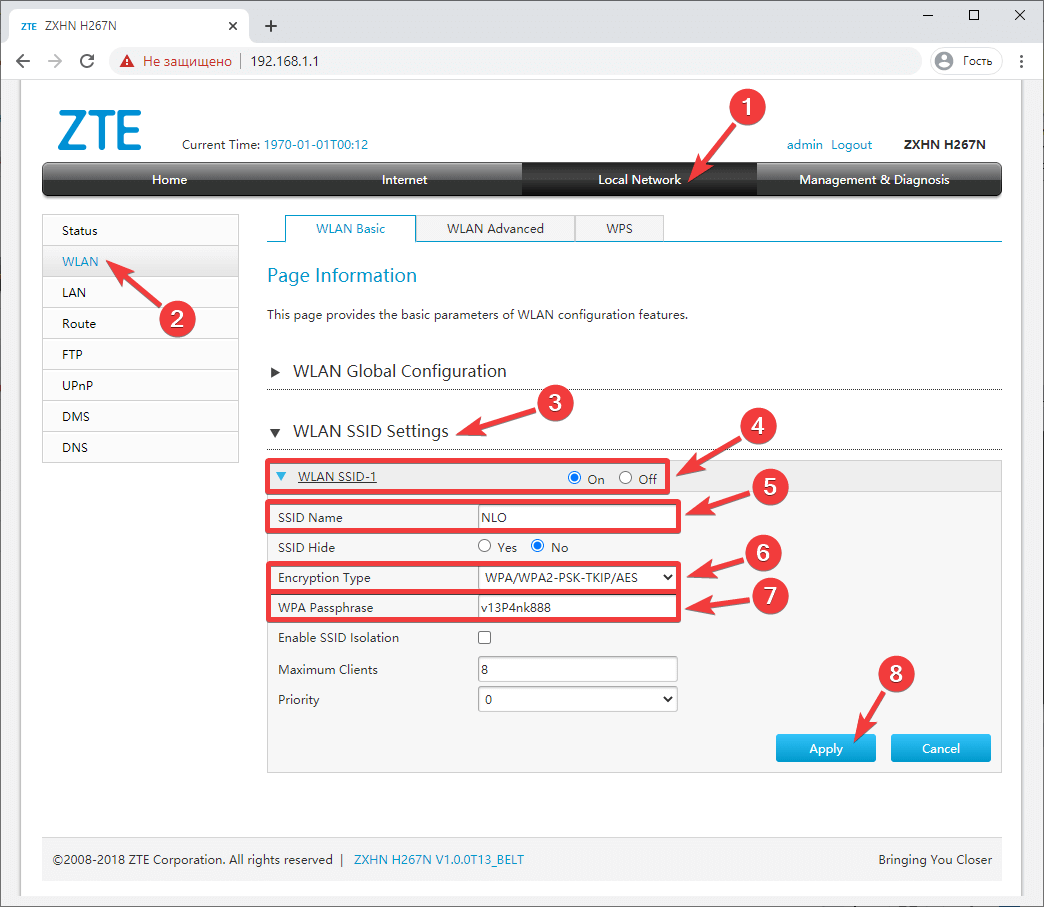 ZTE ZXHN H267N
Не защищено 192.168.1.1 Гость
1
ZTE
Current Time: 1970-01-01T00:12 admin Logout ZXHN H267N
Home Internet Local Network Management & Diagnosis
Status
WLAN
LAN
2
Route
FTP
UPnP
DMS
DNS
WLAN Basic WLAN Advanced WPS
Page Information
This page provides the basic parameters of WLAN configuration features.
WLAN Global Configuration
3
WLAN SSID Settings
4
WLAN SSID-1 On Off
5
SSID Name NLO
SSID Hide Yes No
6
Encryption Type WPA/WPA2-PSK-TKIP/AES
7
WPA Passphrase v13P4nk888
Enable SSID Isolation
Maximum Clients 8
Priority 0
8
Apply Cancel
©2008-2018 ZTE Corporation. All rights reserved | ZXHN H267N V1.0.0T13_BELT Bringing You Closer